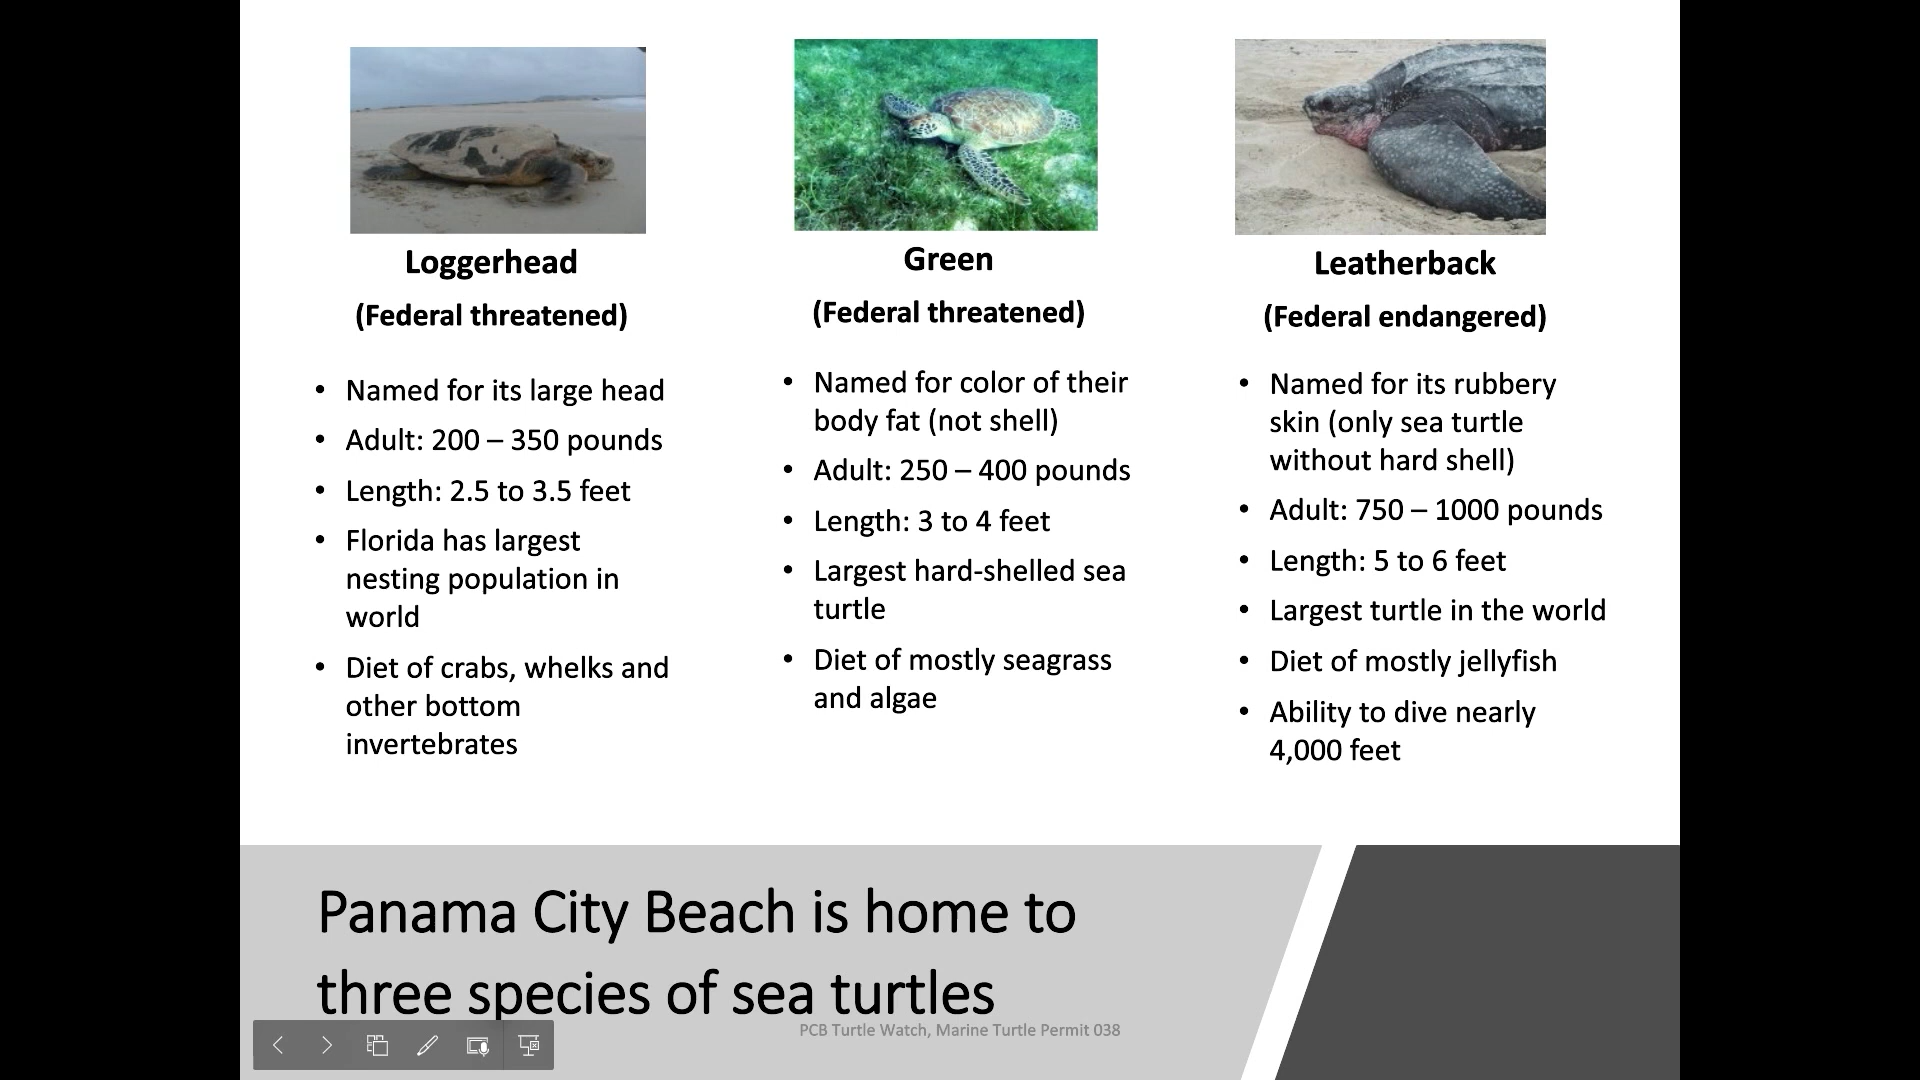 Loggerhead
(Federal threatened)
• Named for its large head
• Adult: 200 – 350 pounds
• Length: 2.5 to 3.5 feet
• Florida has largest
nesting population in
world
• Diet of crabs, whelks and
other bottom
invertebrates
Green
(Federal threatened)
• Named for color of their
body fat (not shell)
• Adult: 250 – 400 pounds
• Length: 3 to 4 feet
• Largest hard-shelled sea
turtle
• Diet of mostly seagrass
and algae
Leatherback
(Federal endangered)
• Named for its rubbery
skin (only sea turtle
without hard shell)
• Adult: 750 – 1000 pounds
• Length: 5 to 6 feet
• Largest turtle in the world
• Diet of mostly jellyfish
• Ability to dive nearly
4,000 feet
Panama City Beach is home to
three species of sea turtles
PCB Turtle Watch, Marine Turtle Permit 038